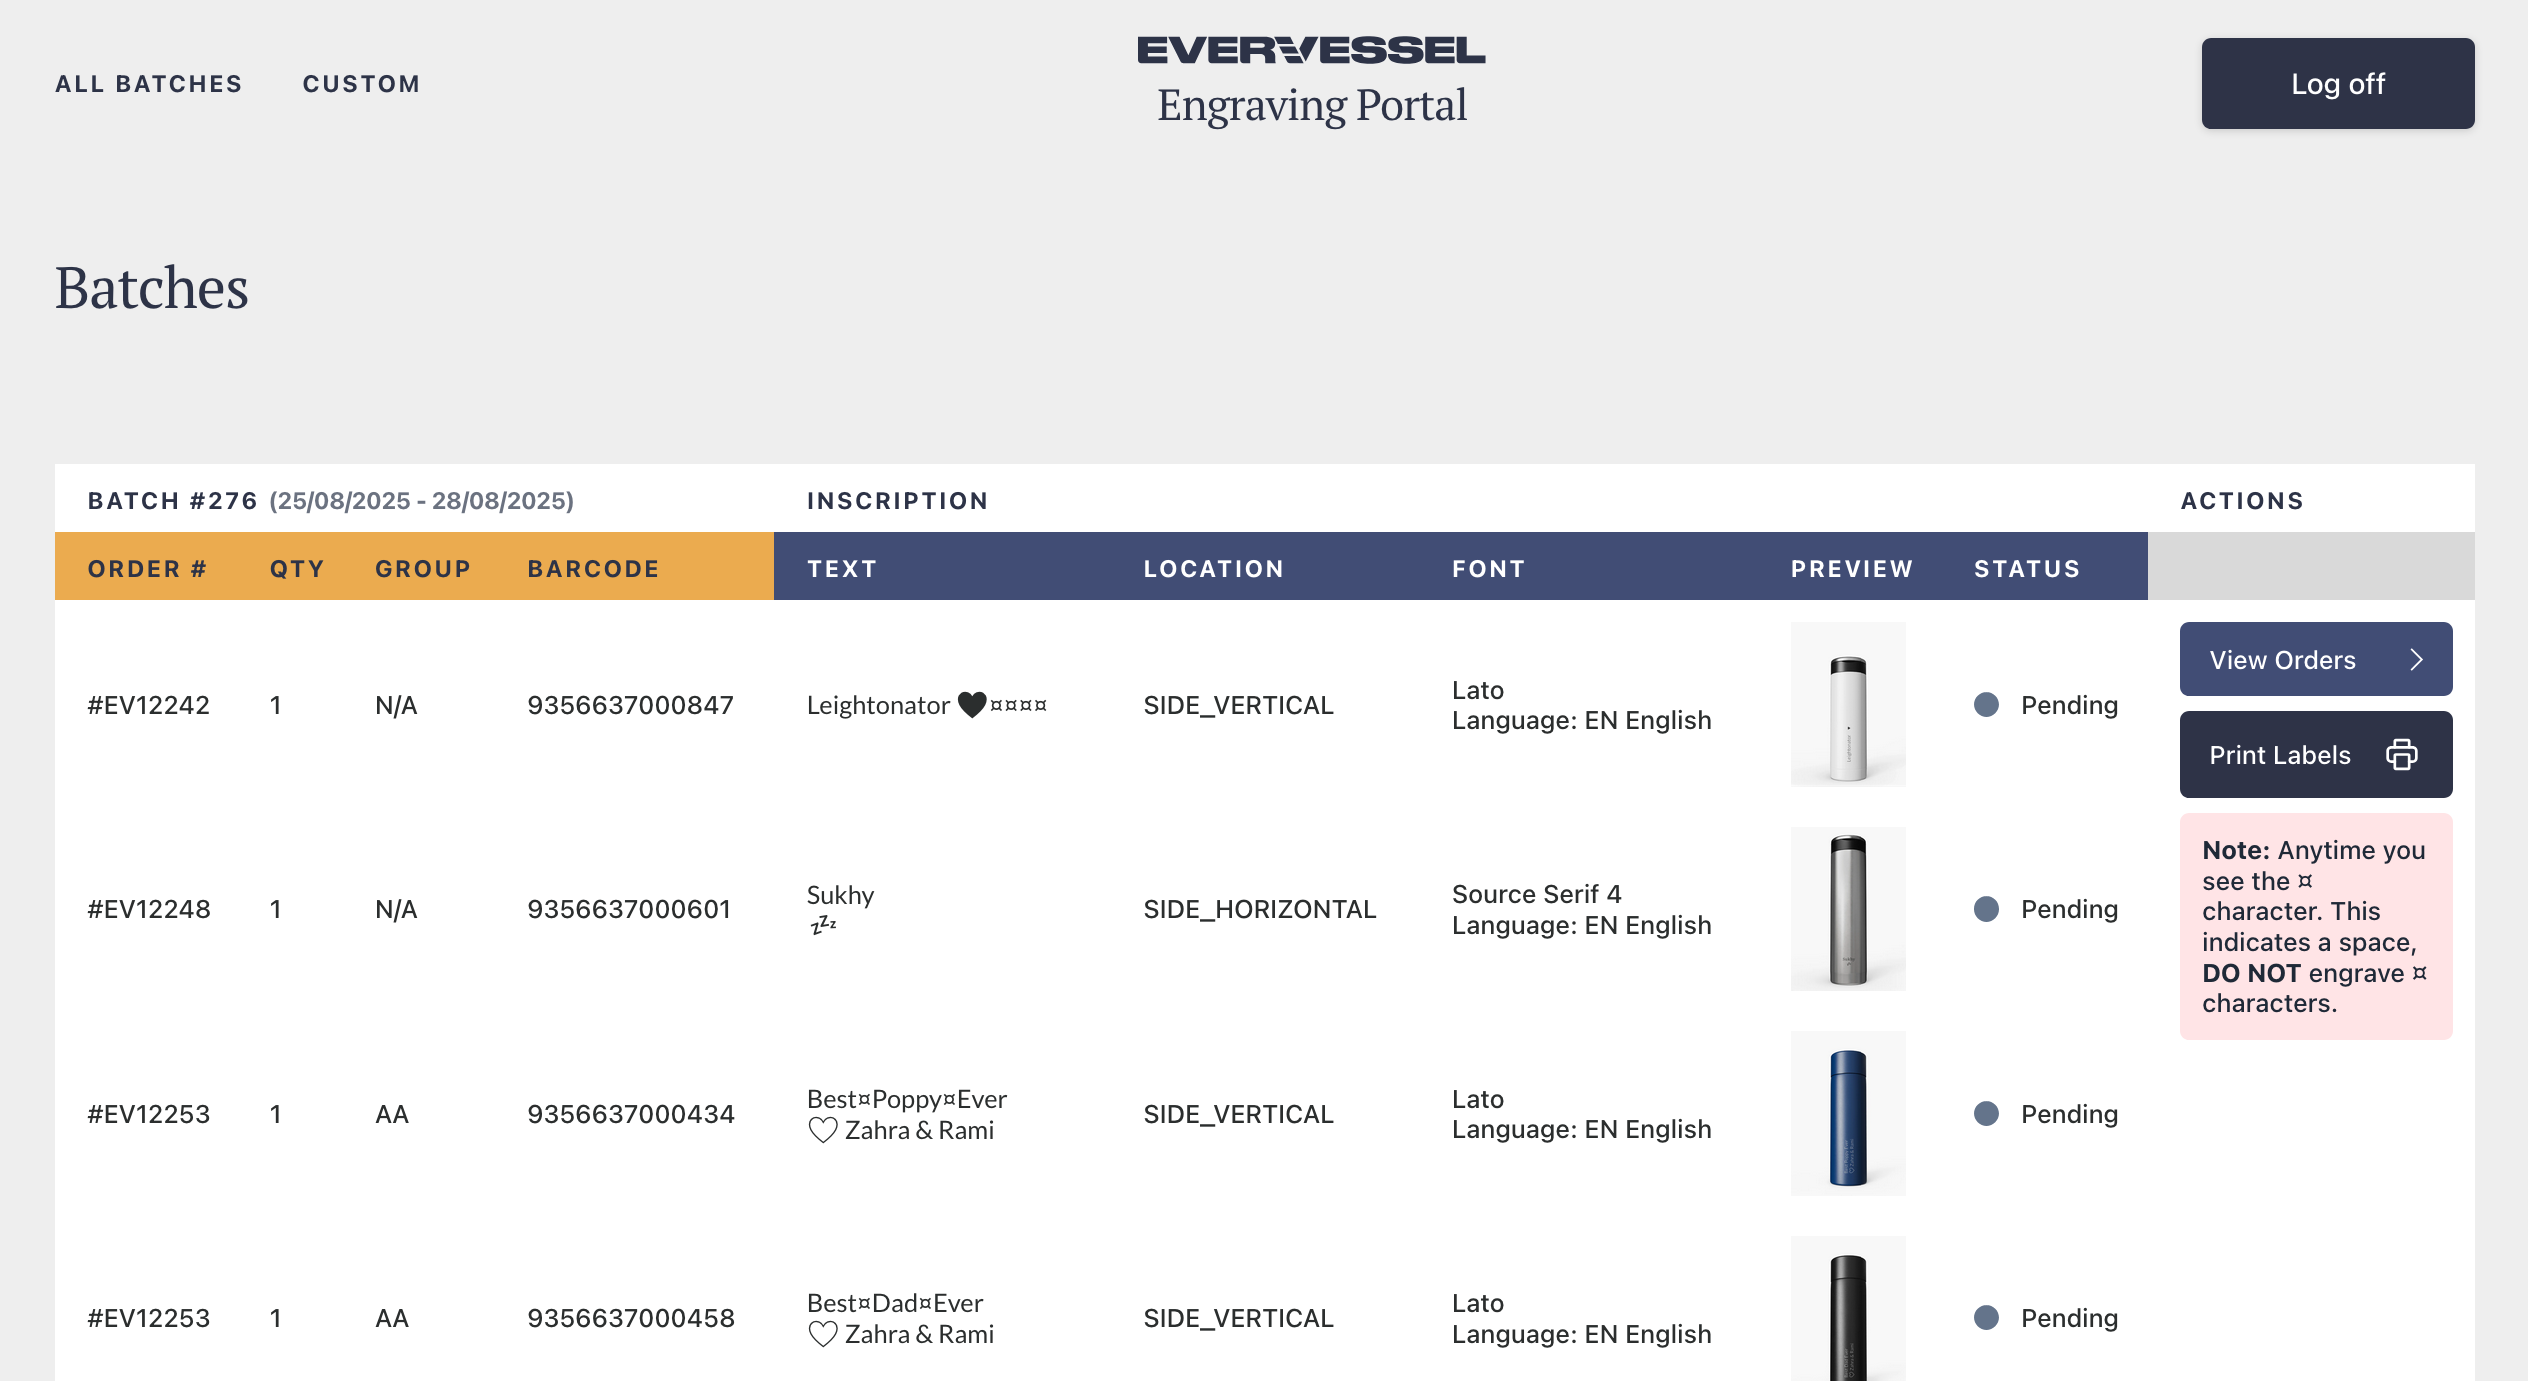 ALL BATCHES CUSTOM
EVERVESSEL
Engraving Portal
Log off
Batches
BATCH #276 (25/08/2025 - 28/08/2025) INSCRIPTION ACTIONS
ORDER # QTY GROUP BARCODE TEXT LOCATION FONT PREVIEW STATUS
#EV12242 1 N/A 9356637000847 Leightonator ♥¤¤¤¤ SIDE_VERTICAL Lato
Language: EN English
Pending
View Orders
Print Labels
#EV12248 1 N/A 9356637000601 Sukhy
zzz
SIDE_HORIZONTAL Source Serif 4
Language: EN English
Pending
Note: Anytime you
see the ¤
character. This
indicates a space,
DO NOT engrave ¤
characters.
#EV12253 1 AA 9356637000434 Best¤Poppy¤Ever
♡ Zahra & Rami
SIDE_VERTICAL Lato
Language: EN English
Pending
#EV12253 1 AA 9356637000458 Best¤Dad¤Ever
♡ Zahra & Rami
SIDE_VERTICAL Lato
Language: EN English
Pending